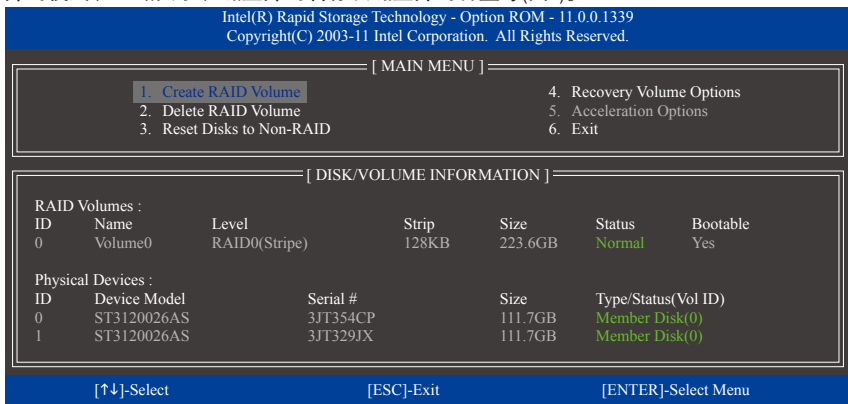 Intel(R) Rapid Storage Technology - Option ROM - 11.0.0.1339
Copyright(C) 2003-11 Intel Corporation. All Rights Reserved.
[ MAIN MENU ]
1. Create RAID Volume
2. Delete RAID Volume
3. Reset Disks to Non-RAID
4. Recovery Volume Options
5. Acceleration Options
6. Exit
[ DISK/VOLUME INFORMATION ]
RAID Volumes :
ID Name Level Strip Size Status Bootable
0 Volume0 RAID0(Stripe) 128KB 223.6GB Normal Yes
Physical Devices :
ID Device Model Serial # Size Type/Status(Vol ID)
0 ST3120026AS 3JT354CP 111.7GB Member Disk(0)
1 ST3120026AS 3JT329JX 111.7GB Member Disk(0)
[↑↓]-Select [ESC]-Exit [ENTER]-Select Menu